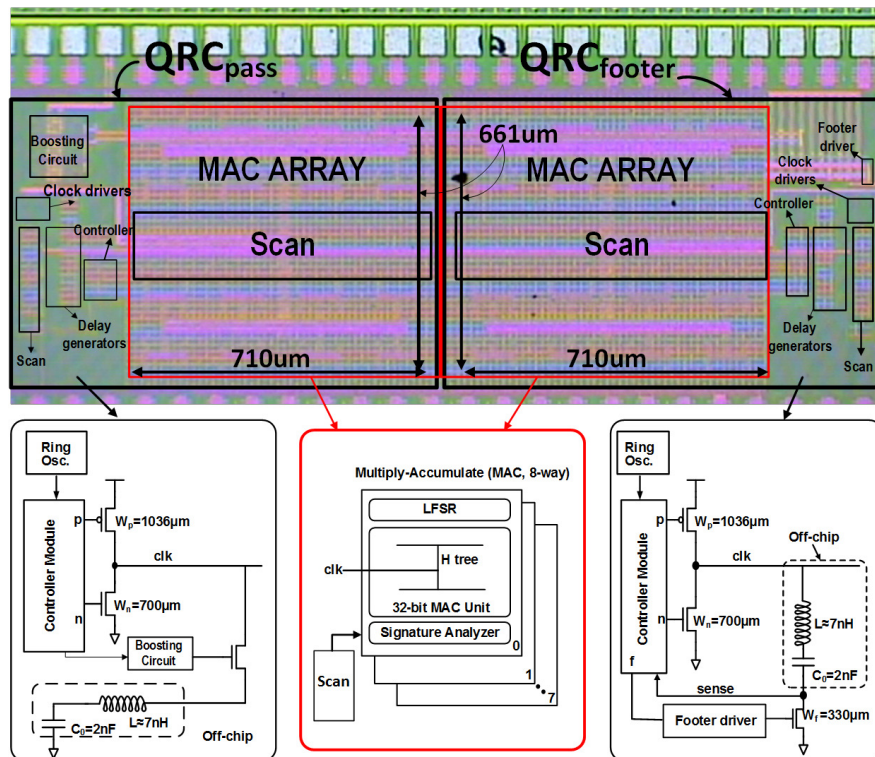 QRCpass
QRCfooter
661um
Boosting
Circuit
MAC ARRAY
MAC ARRAY
Footer
driver
Clock
drivers
Clock drivers
Controller
Controller
Scan
Scan
Delay
generators
Delay
generators
Scan
Scan
710um
710um
Ring
Osc.
Controller Module
p
Wp=1036μm
clk
n
Wn=700μm
Boosting
Circuit
C0=2nF
L≈7nH
Off-chip
Multiply-Accumulate (MAC, 8-way)
LFSR
clk
H tree
32-bit MAC Unit
Signature Analyzer
0
1
7
Scan
Ring
Osc.
Controller Module
p
Wp=1036μm
Off-chip
clk
n
Wn=700μm
L≈7nH
C0=2nF
f
sense
Footer driver
Wf=330μm